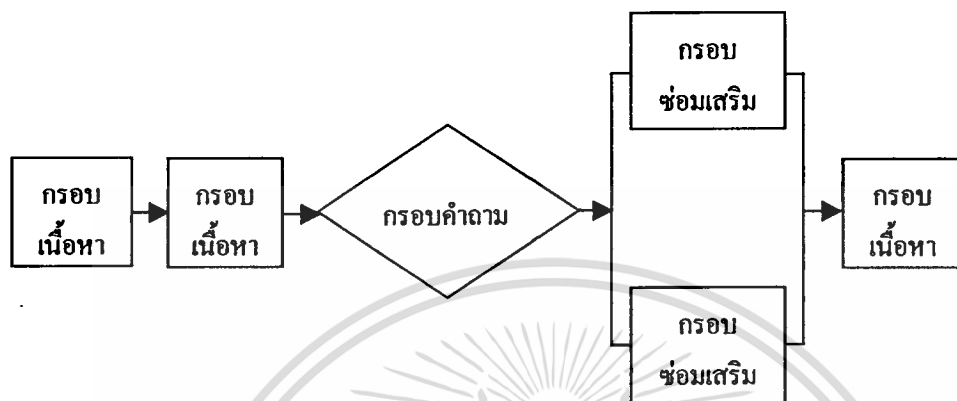 กรอบ
เนื้อหา
กรอบ
เนื้อหา
กรอบคำถาม
กรอบ
ซ่อมเสริม
กรอบ
ซ่อมเสริม
กรอบ
เนื้อหา